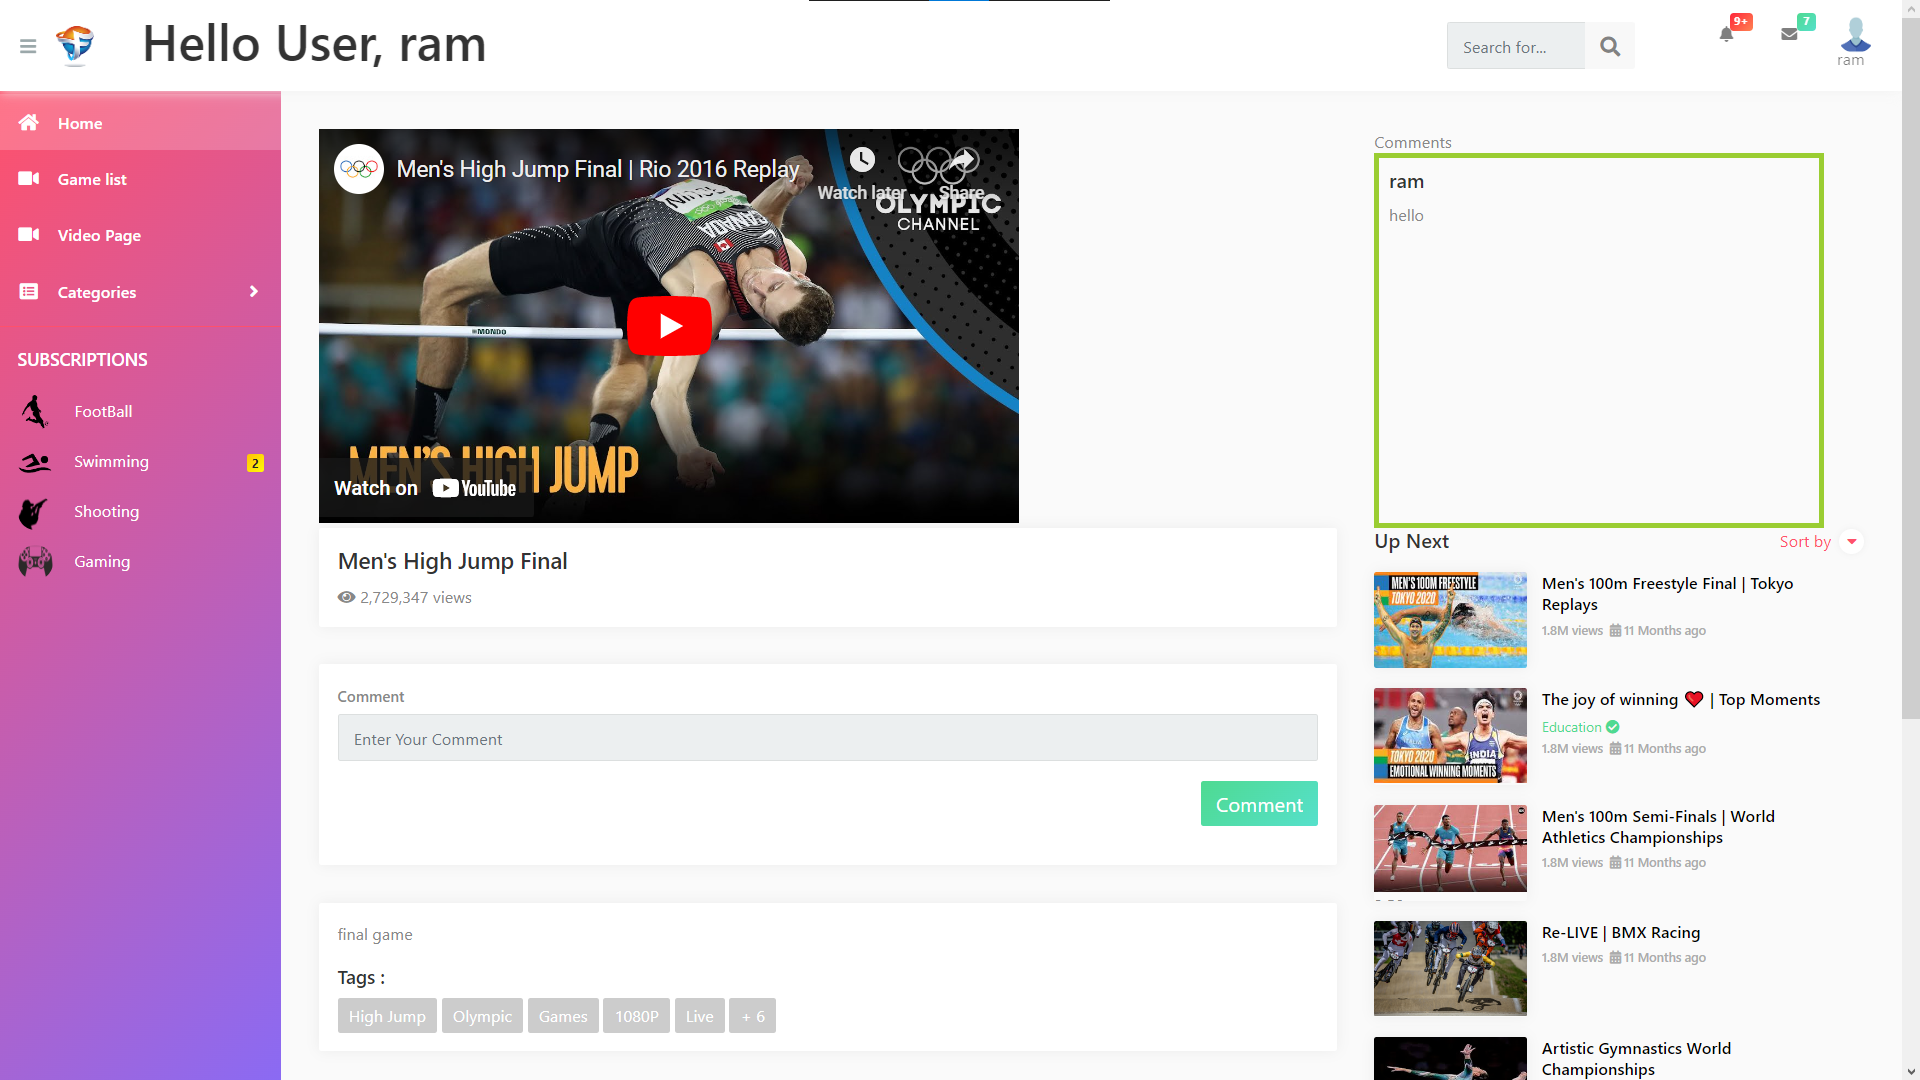 Hello User, ram
Search for...
9+
7
ram
Home
Game list
Video Page
Categories
SUBSCRIPTIONS
FootBall
Swimming
2
Shooting
Gaming
Men's High Jump Final | Rio 2016 Replay
Watch later
Share
OLYMPIC
CHANNEL
CANADA
MONDO
MEN'S HIGH JUMP
Watch on YouTube
Men's High Jump Final
2,729,347 views
Comment
Enter Your Comment
Comment
final game
Tags :
High Jump
Olympic
Games
1080P
Live
+ 6
Comments
ram
hello
Up Next
Sort by
MEN'S 100M FREESTYLE
TOKYO 2020
Men's 100m Freestyle Final | Tokyo
Replays
1.8M views 11 Months ago
INDIA
TOKYO 2020
EMOTIONAL WINNING MOMENTS
The joy of winning ❤️ | Top Moments
Education
1.8M views 11 Months ago
Men's 100m Semi-Finals | World
Athletics Championships
1.8M views 11 Months ago
Re-LIVE | BMX Racing
1.8M views 11 Months ago
Artistic Gymnastics World
Championships